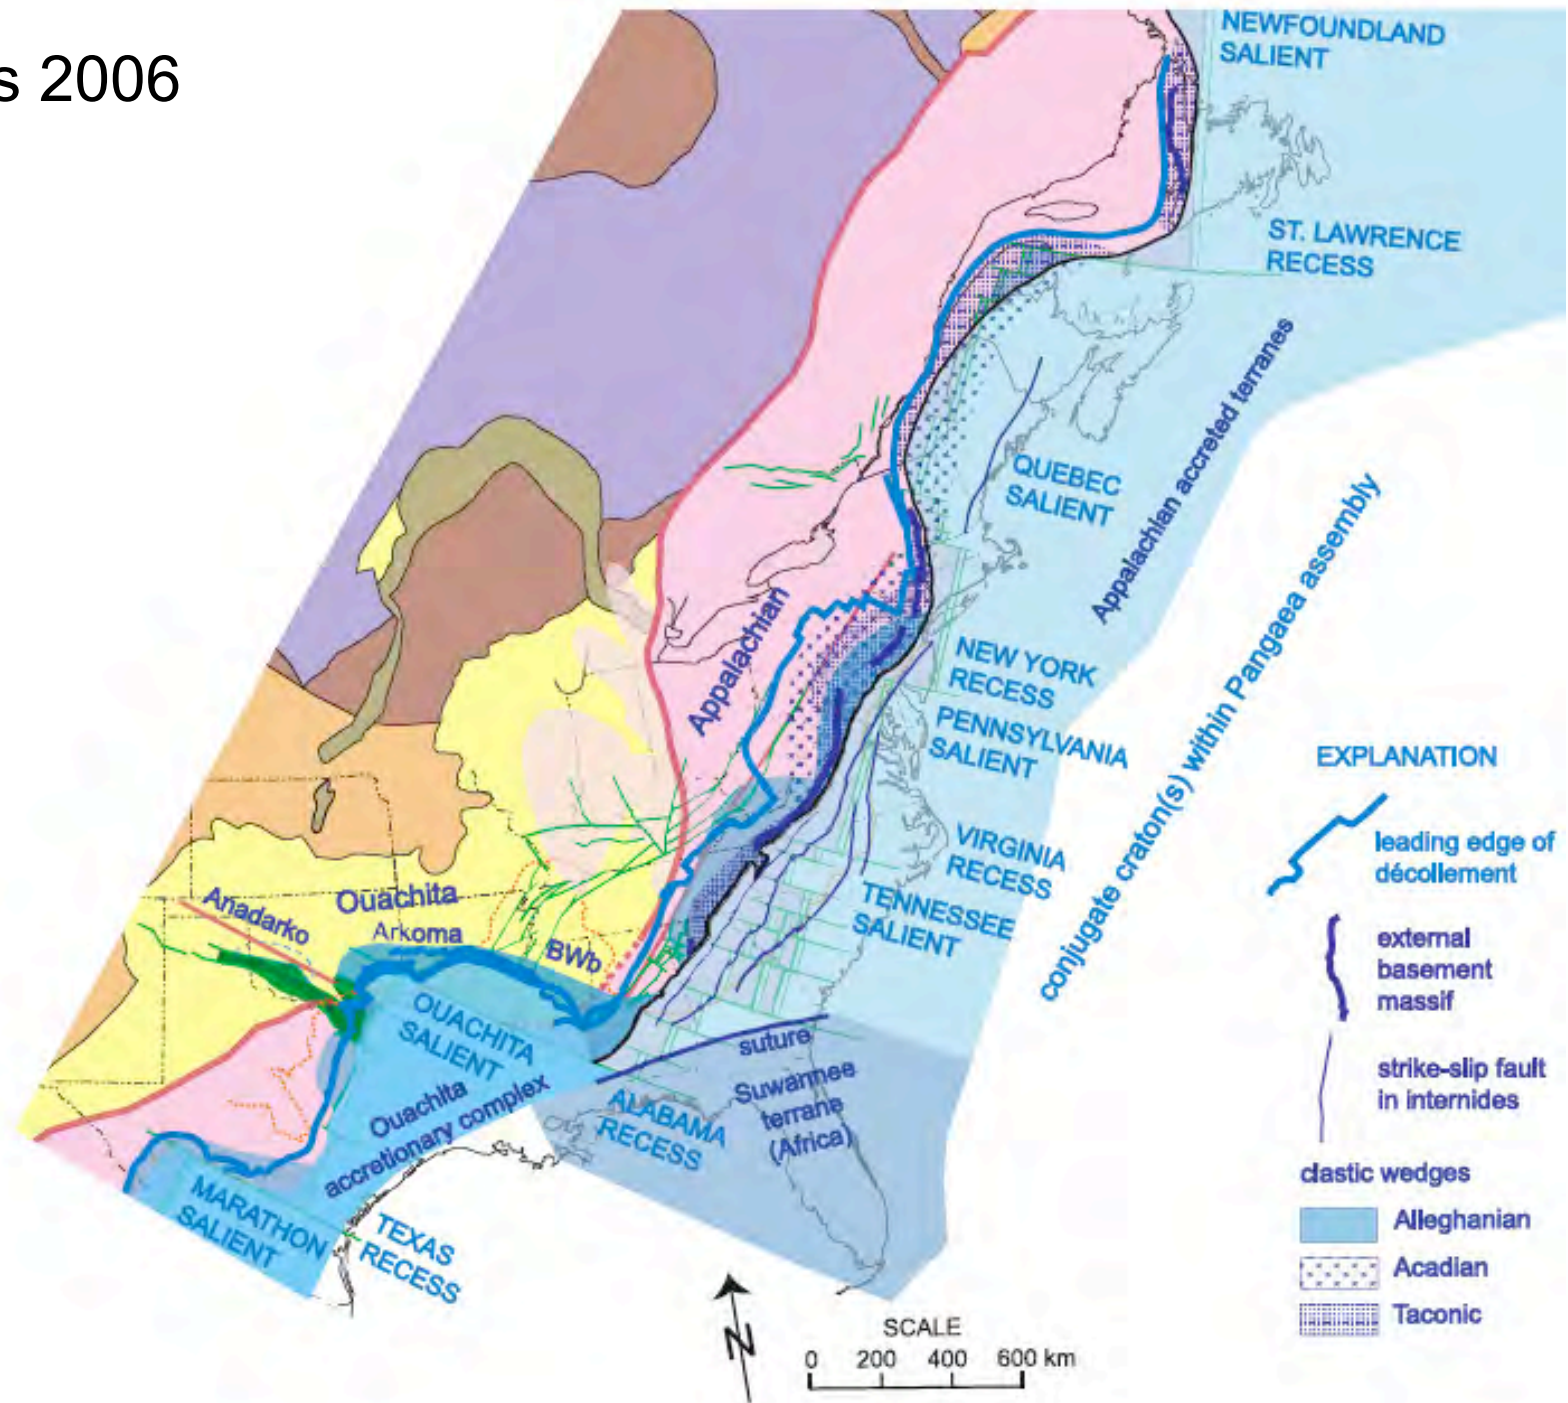 s 2006
NEWFOUNDLAND
SALIENT
ST. LAWRENCE
RECESS
Appalachian accreted terranes
QUEBEC
SALIENT
conjugate craton(s) within Pangaea assembly
Appalachian
NEW YORK
RECESS
PENNSYLVANIA
SALIENT
VIRGINIA
RECESS
TENNESSEE
SALIENT
Anadarko
Ouachita
Arkoma
BWb
OUACHITA
SALIENT
Ouachita
accretionary complex
suture
Suwannee
terrane
(Africa)
ALABAMA
RECESS
MARATHON
SALIENT
TEXAS
RECESS
EXPLANATION
leading edge of
décollement
external
basement
massif
strike-slip fault
in internides
clastic wedges
Alleghanian
Acadian
Taconic
N
SCALE
0 200 400 600 km